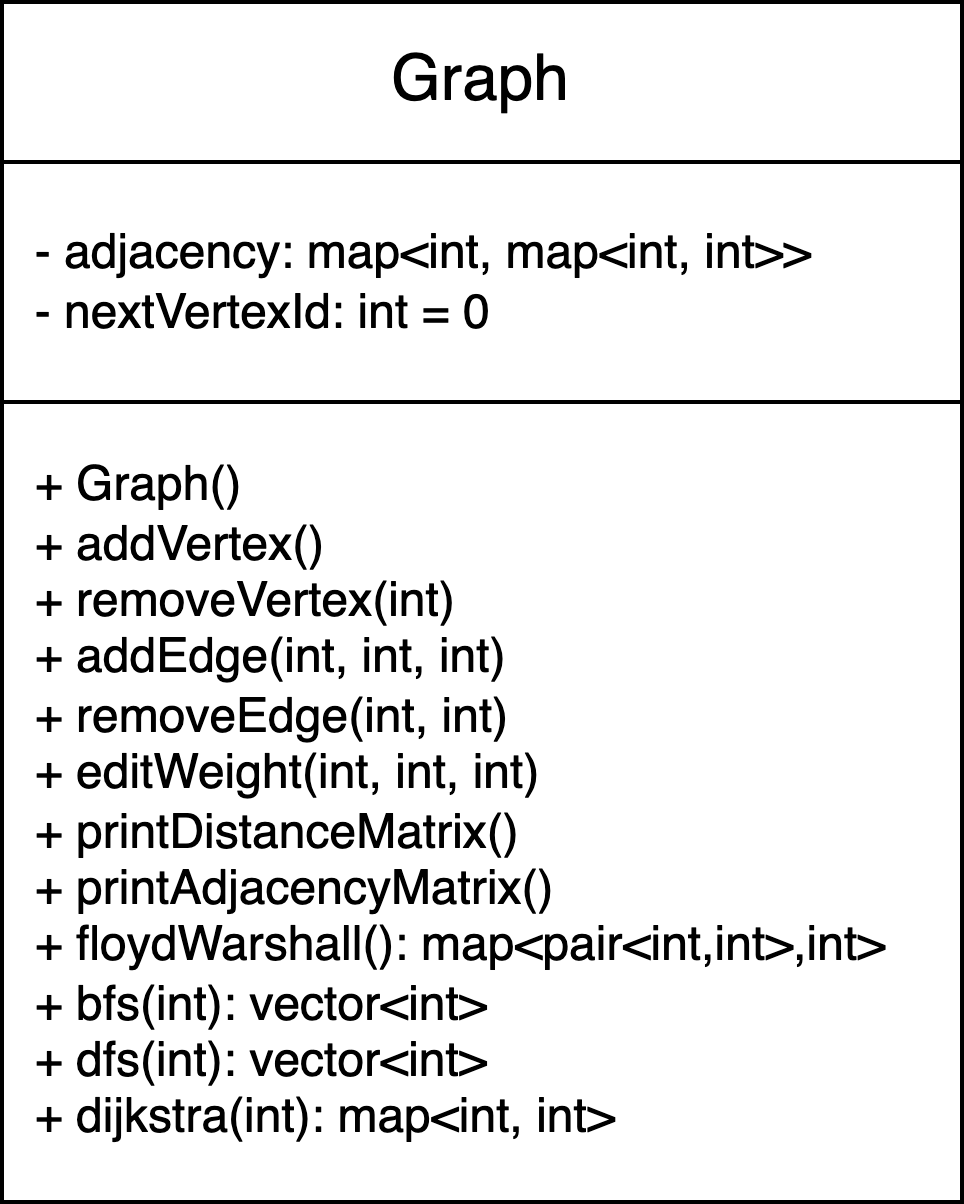 Graph
- adjacency: map<int, map<int, int>>
- nextVertexId: int = 0
+ Graph()
+ addVertex()
+ removeVertex(int)
+ addEdge(int, int, int)
+ removeEdge(int, int)
+ editWeight(int, int, int)
+ printDistanceMatrix()
+ printAdjacencyMatrix()
+ floydWarshall(): map<pair<int,int>,int>
+ bfs(int): vector<int>
+ dfs(int): vector<int>
+ dijkstra(int): map<int, int>